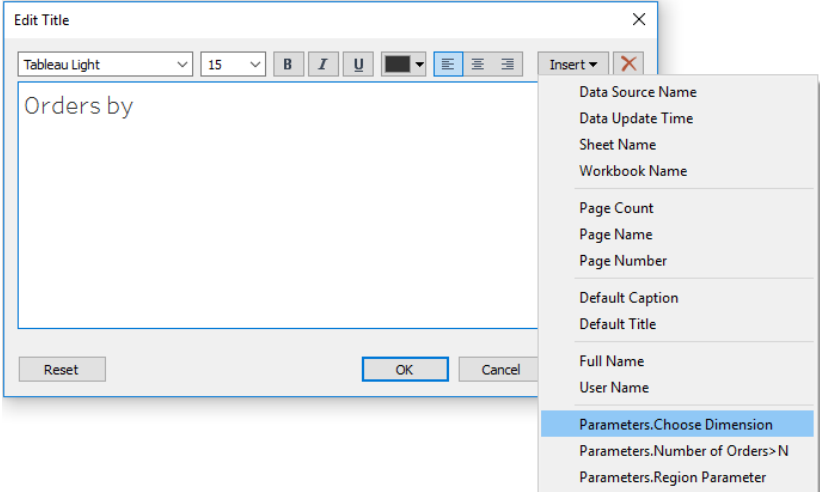 Edit Title
Tableau Light 15 B I U Insert
Orders by
Data Source Name
Data Update Time
Sheet Name
Workbook Name
Page Count
Page Name
Page Number
Default Caption
Default Title
Full Name
User Name
Parameters.Choose Dimension
Parameters.Number of Orders>N
Parameters.Region Parameter
Reset OK Cancel